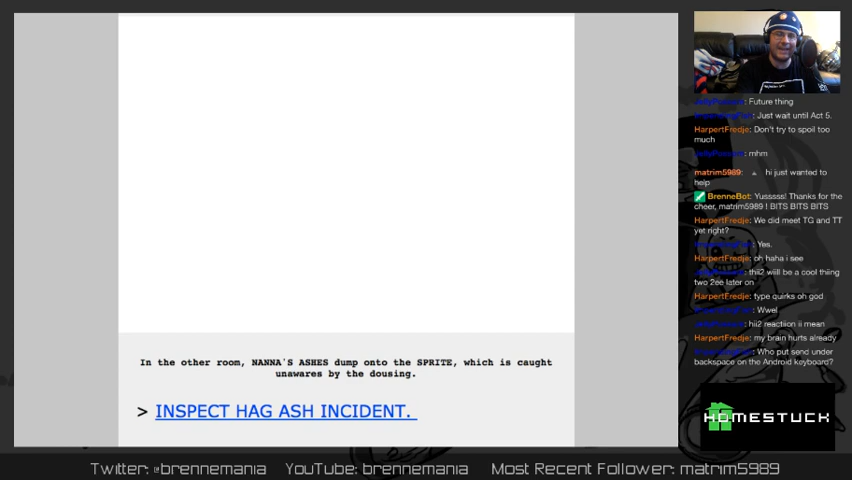 In the other room, NANNA'S ASHES dump onto the SPRITE, which is caught
unawares by the dousing.
> INSPECT HAG ASH INCIDENT.
: Future thing
: Just wait until Act 5.
HarpertFredje: Don't try to spoil too
much
: mhm
matrim5989: hi just wanted to
help
BrenneBot: Yusssss! Thanks for the
cheer, matrim5989 ! BITS BITS BITS
HarpertFredje: We did meet TG and TT
yet right?
: Yes.
HarpertFredje: oh haha i see
: thii2 wiill be a cool thiing
two 2ee later on
HarpertFredje: type quirks oh god
: Wwel
: hii2 reactiion ii mean
HarpertFredje: my brain hurts already
: Who put send under
backspace on the Android keyboard?
HOMESTUCK
Twitter: @brennemania YouTube: brennemania Most Recent Follower: matrim5989